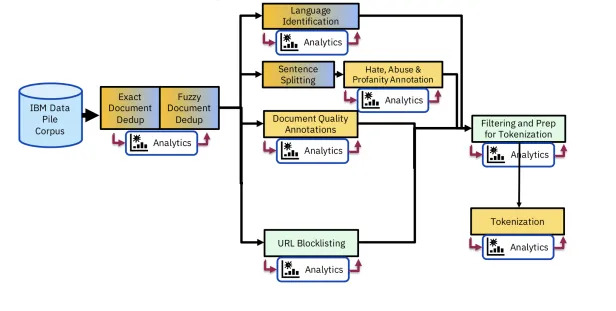 IBM Data
Pile
Corpus
Exact
Document
Dedup
Fuzzy
Document
Dedup
Analytics
Language
Identification
Analytics
Sentence
Splitting
Hate, Abuse &
Profanity Annotation
Analytics
Document Quality
Annotations
Analytics
URL Blocklisting
Analytics
Filtering and Prep
for Tokenization
Analytics
Tokenization
Analytics